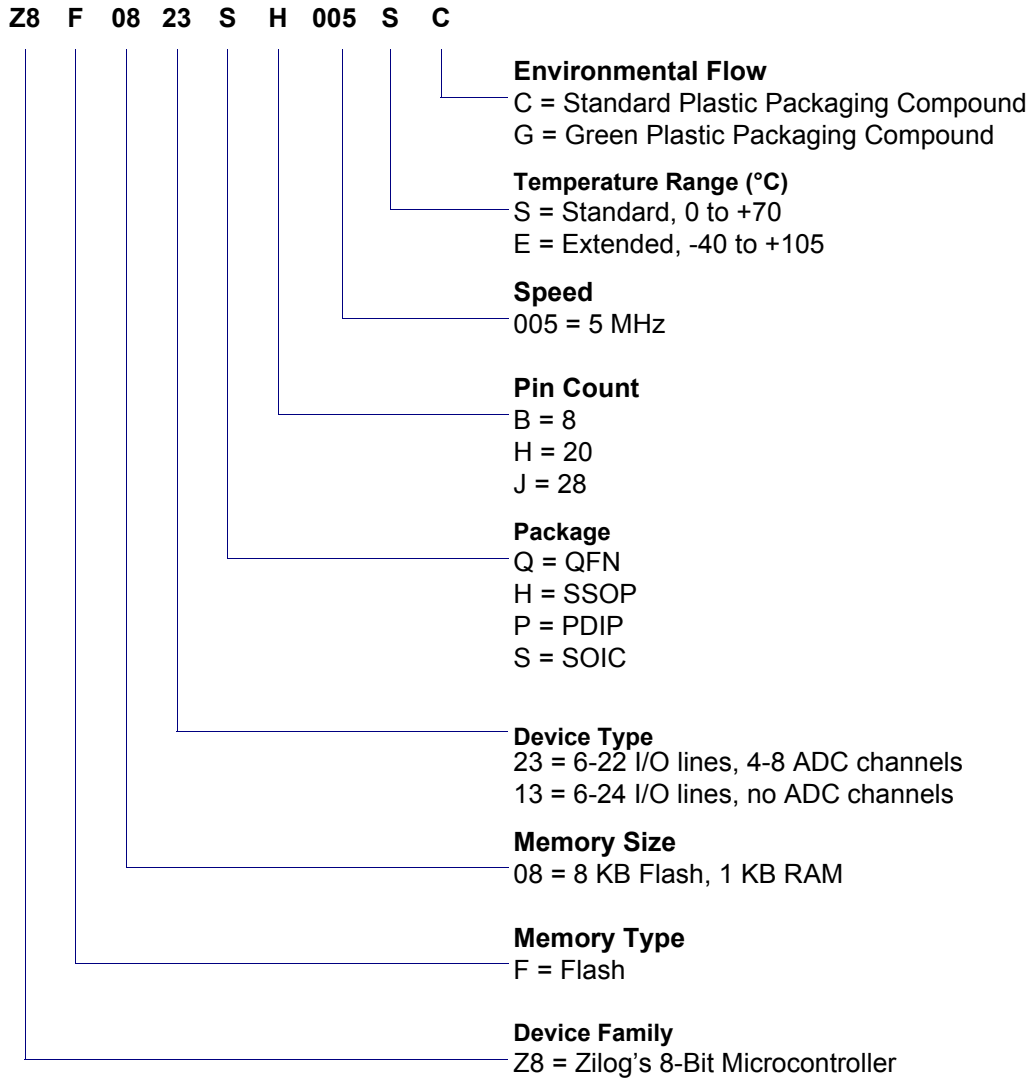 Z8 F 08 23 S H 005 S C
Environmental Flow
C = Standard Plastic Packaging Compound
G = Green Plastic Packaging Compound
Temperature Range (°C)
S = Standard, 0 to +70
E = Extended, -40 to +105
Speed
005 = 5 MHz
Pin Count
B = 8
H = 20
J = 28
Package
Q = QFN
H = SSOP
P = PDIP
S = SOIC
Device Type
23 = 6-22 I/O lines, 4-8 ADC channels
13 = 6-24 I/O lines, no ADC channels
Memory Size
08 = 8 KB Flash, 1 KB RAM
Memory Type
F = Flash
Device Family
Z8 = Zilog's 8-Bit Microcontroller